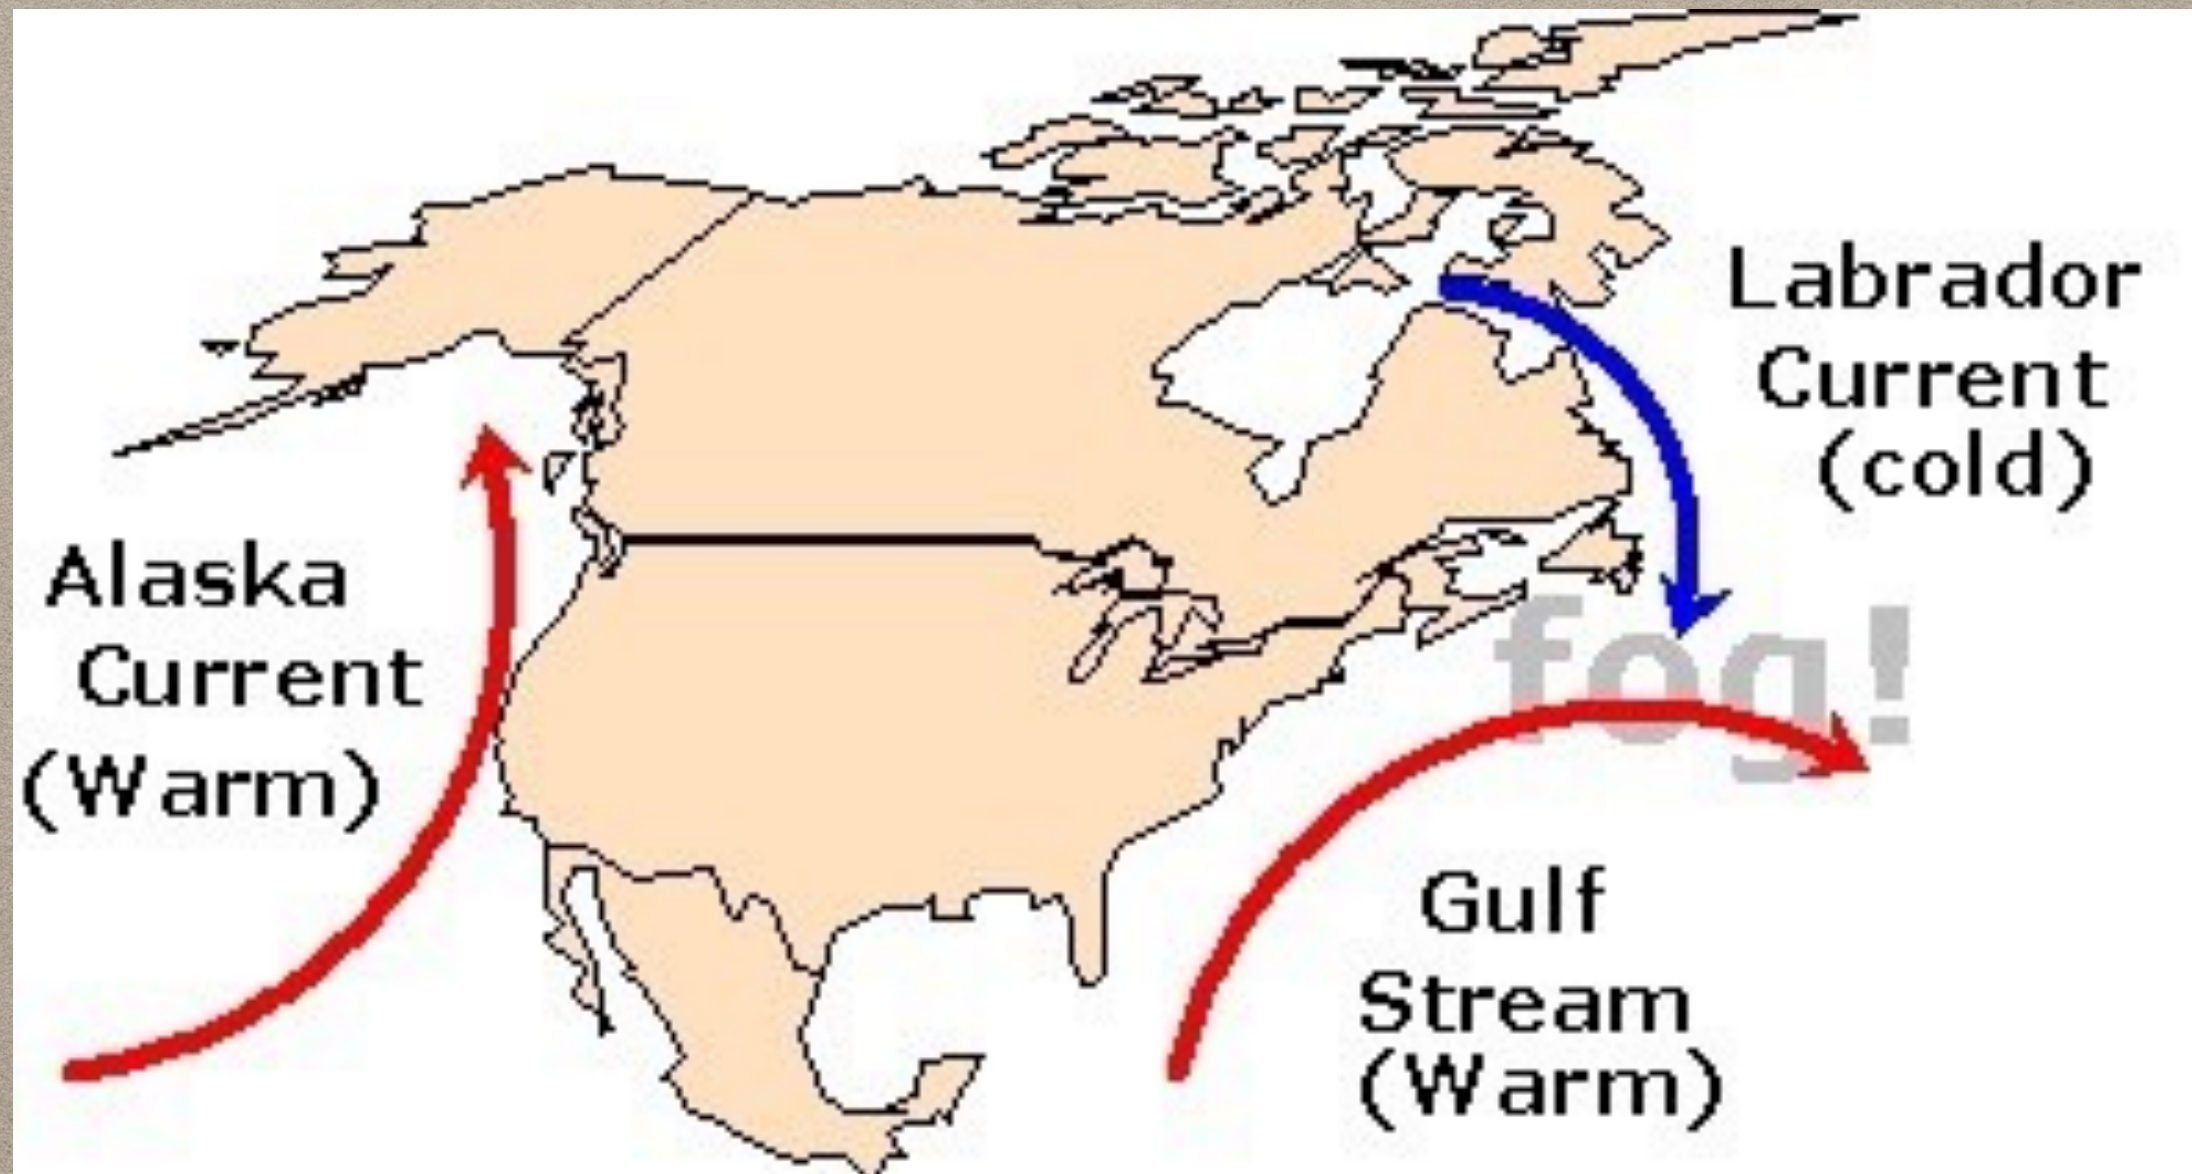 Labrador
Current
(cold)
Alaska
Current
(Warm)
fog!
Gulf
Stream
(Warm)